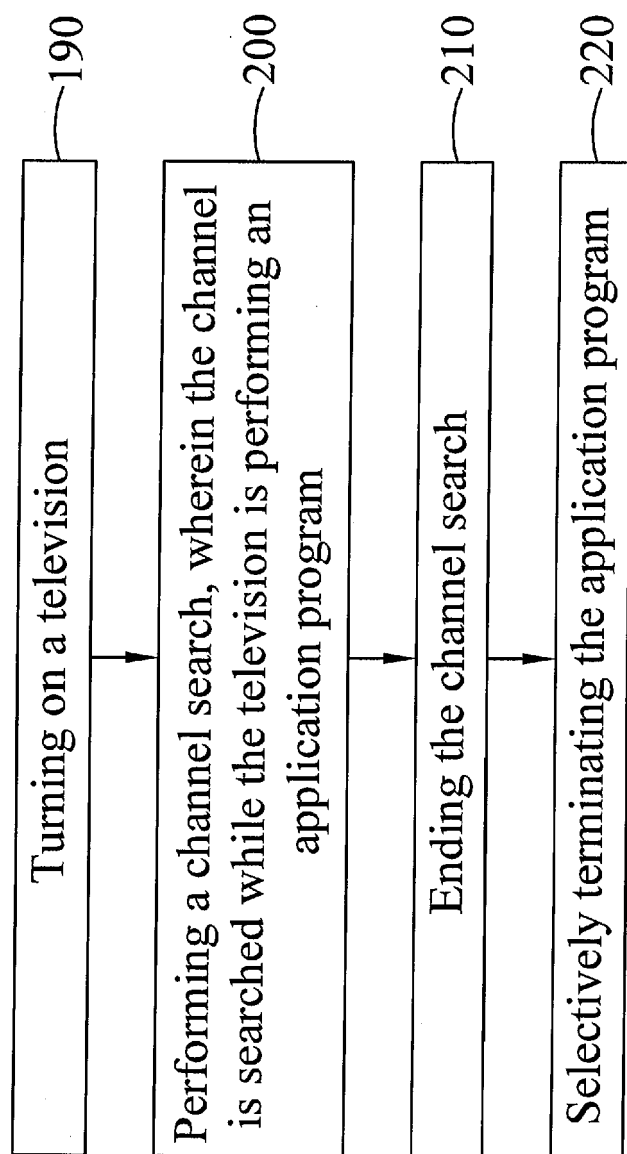 Turning on a television
190
Performing a channel search, wherein the channel
is searched while the television is performing an
application program
200
Ending the channel search
210
Selectively terminating the application program
220